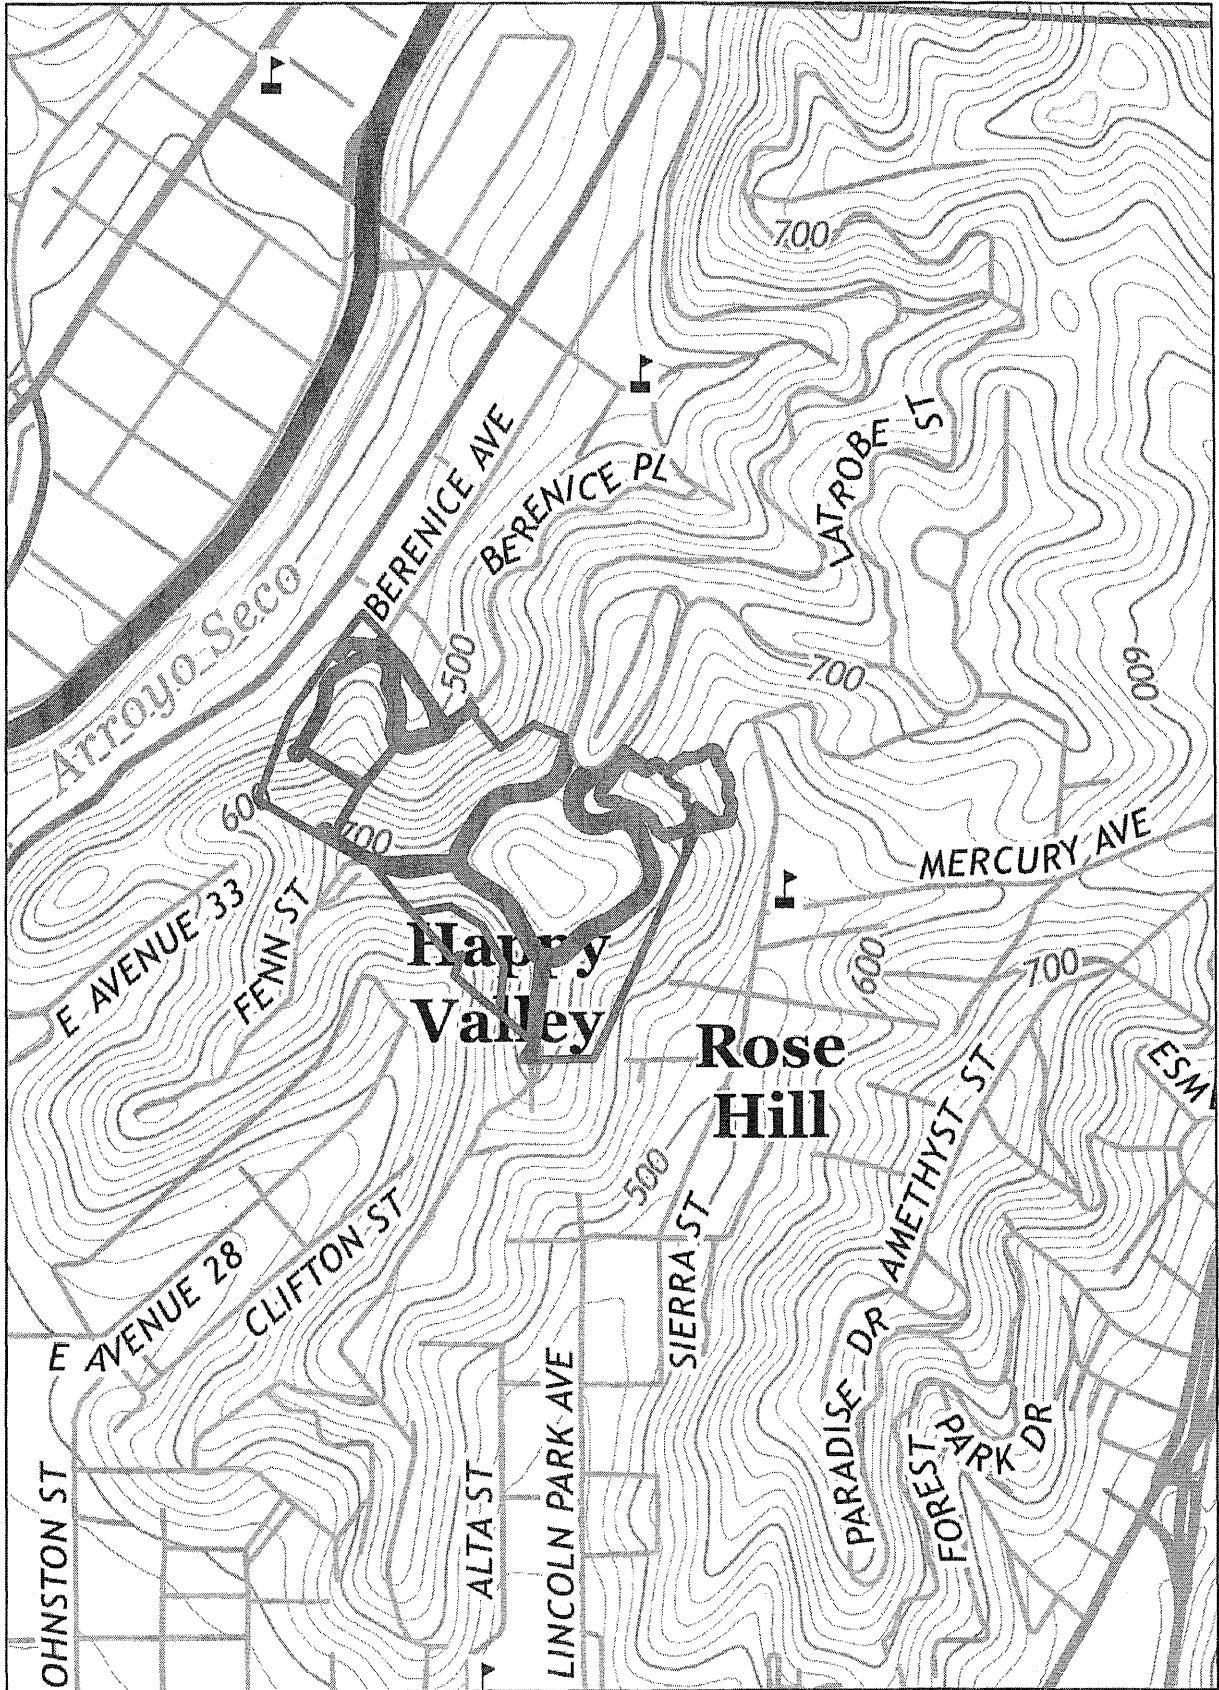 700
BERENICE AVE
BERENICE PL
LATROBE ST
Arroyo Seco
500
700
600
600
700
MERCURY AVE
E AVENUE 33
FENN ST
Happy
Valley
600
700
Rose
Hill
ESM
AMETHYST ST
500
SIERRA ST
CLIFTON ST
E AVENUE 28
PARADISE DR
FOREST
PARK DR
OHNSTON ST
ALTA ST
LINCOLN PARK AVE